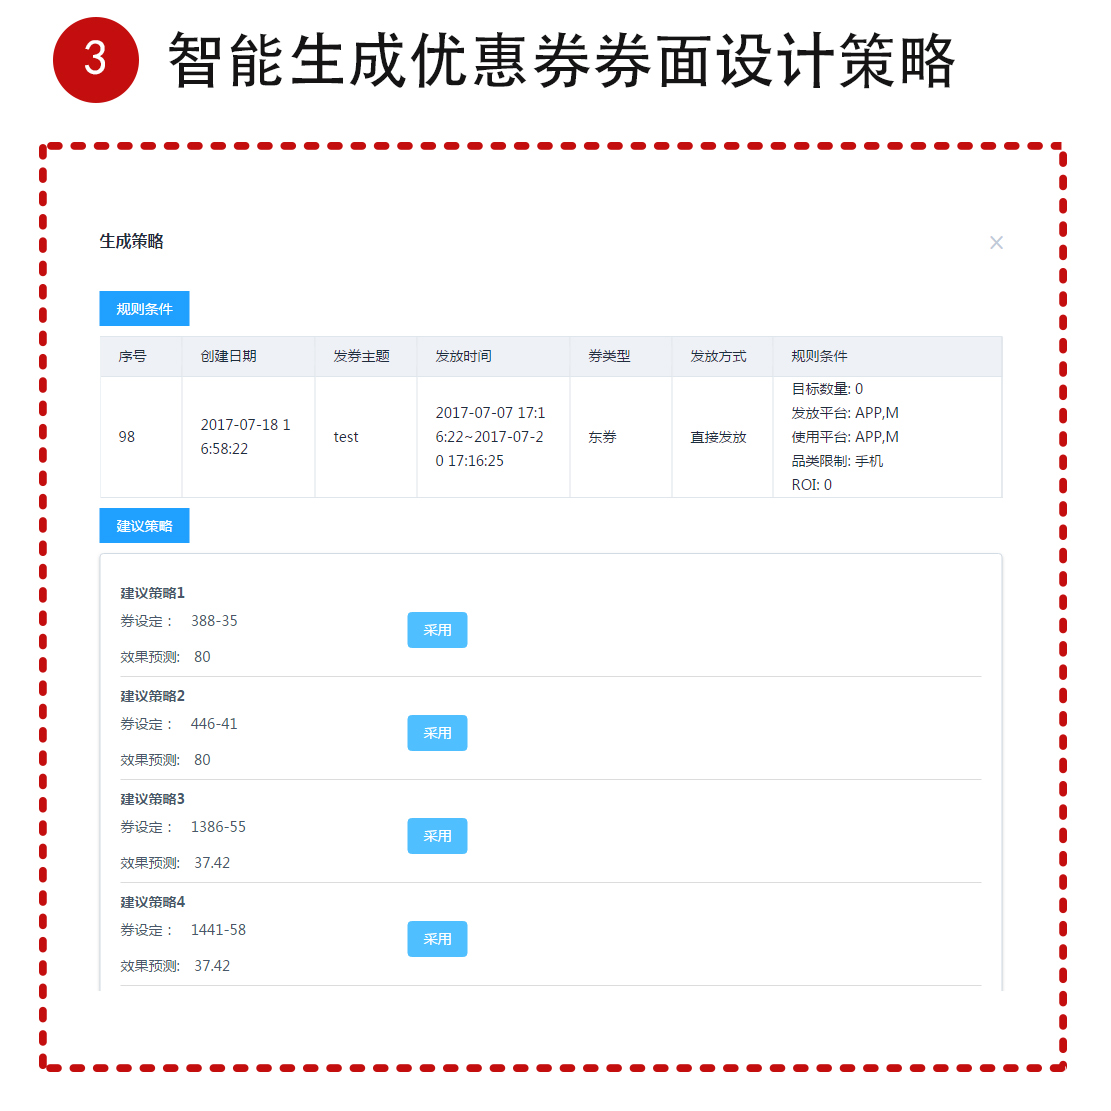 3 智能生成优惠券券面设计策略
生成策略
规则条件
序号 创建日期 发券主题 发放时间 券类型 发放方式 规则条件
98
2017-07-18 1
6:58:22
test
2017-07-07 17:1
6:22~2017-07-2
0 17:16:25
东券
直接发放
目标数量: 0
发放平台: APP,M
使用平台: APP,M
品类限制: 手机
ROI: 0
建议策略
建议策略1
券设定： 388-35
采用
效果预测: 80
建议策略2
券设定： 446-41
采用
效果预测: 80
建议策略3
券设定： 1386-55
采用
效果预测: 37.42
建议策略4
券设定： 1441-58
采用
效果预测: 37.42